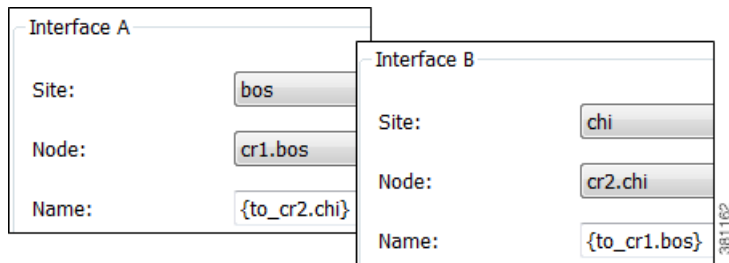 Interface A
Site: bos
Node: cr1.bos
Name: {to_cr2.chi}
Interface B
Site: chi
Node: cr2.chi
Name: {to_cr1.bos}
381162